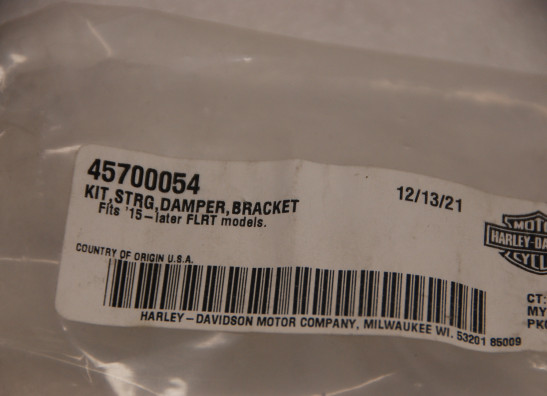 45700054
KIT,STRG,DAMPER,BRACKET
12/13/21
Fits '15-later FLRT models.
COUNTRY OF ORIGIN U.S.A.
HARLEY-DAVIDSON MOTOR COMPANY, MILWAUKEE WI. 53201 85009